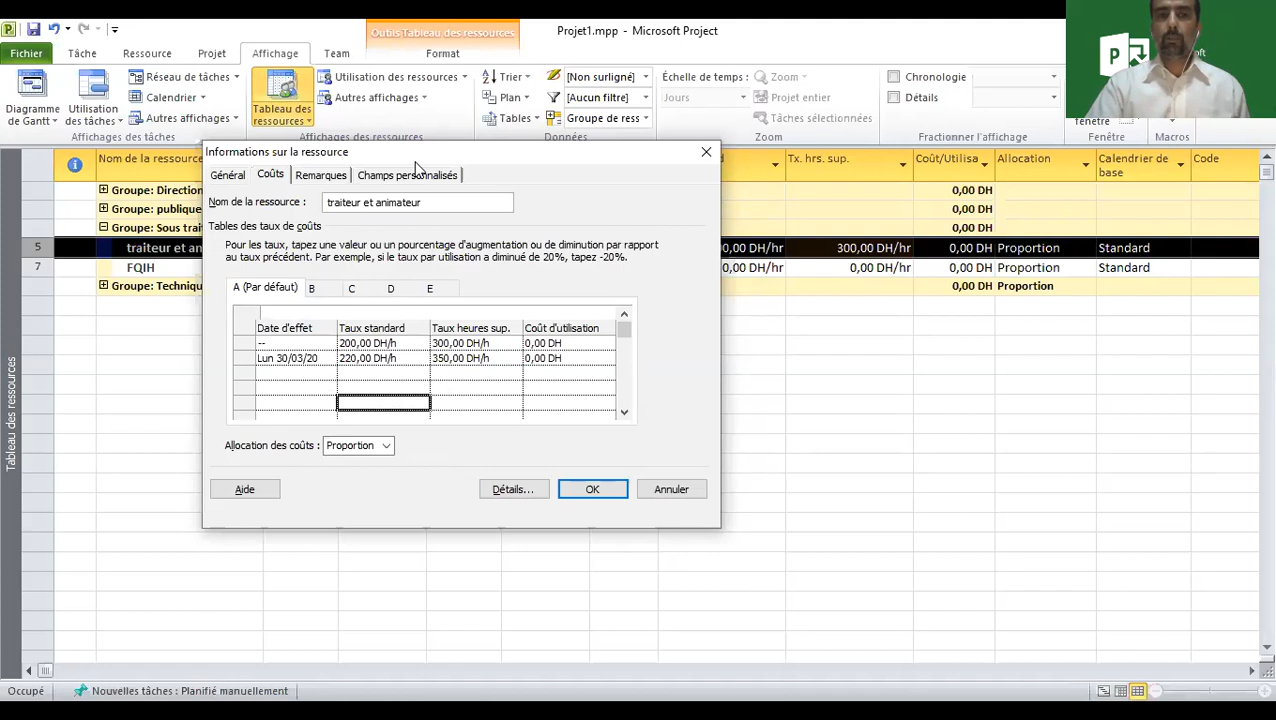 Projet1.mpp - Microsoft Project
Outils Tableau des ressources
Fichier Tâche Ressource Projet Affichage Team Format
Diagramme de Gantt
Utilisation des tâches
Réseau de tâches
Calendrier
Autres affichages
Affichages des tâches
Tableau des ressources
Utilisation des ressources
Autres affichages
Affichages des ressources
Trier
Plan
Tables
[Non surligné]
[Aucun filtre]
Groupe de ress
Données
Échelle de temps :
Jours
Zoom
Projet entier
Tâches sélectionnées
Zoom
Chronologie
Détails
Fractionner l'affichage
fenêtre
Fenêtre
Macros
Nom de la ressource
Tx. hrs. sup. Coût/Utilisa Allocation Calendrier de base Code
Groupe: Direction 0,00 DH
Groupe: publique 0,00 DH
Groupe: Sous trait 0,00 DH
5 traiteur et an 0,00 DH/hr 300,00 DH/hr 0,00 DH Proportion Standard
7 FQIH 0,00 DH/hr 0,00 DH/hr 0,00 DH Proportion Standard
Groupe: Technique 0,00 DH Proportion
Tableau des ressources
Informations sur la ressource
Général Coûts Remarques Champs personnalisés
Nom de la ressource : traiteur et animateur
Tables des taux de coûts
Pour les taux, tapez une valeur ou un pourcentage d'augmentation ou de diminution par rapport
au taux précédent. Par exemple, si le taux par utilisation a diminué de 20%, tapez -20%.
A (Par défaut) B C D E
Date d'effet Taux standard Taux heures sup. Coût d'utilisation
-- 200,00 DH/h 300,00 DH/h 0,00 DH
Lun 30/03/20 220,00 DH/h 350,00 DH/h 0,00 DH
Allocation des coûts : Proportion
Aide Détails... OK Annuler
Occupé Nouvelles tâches : Planifié manuellement